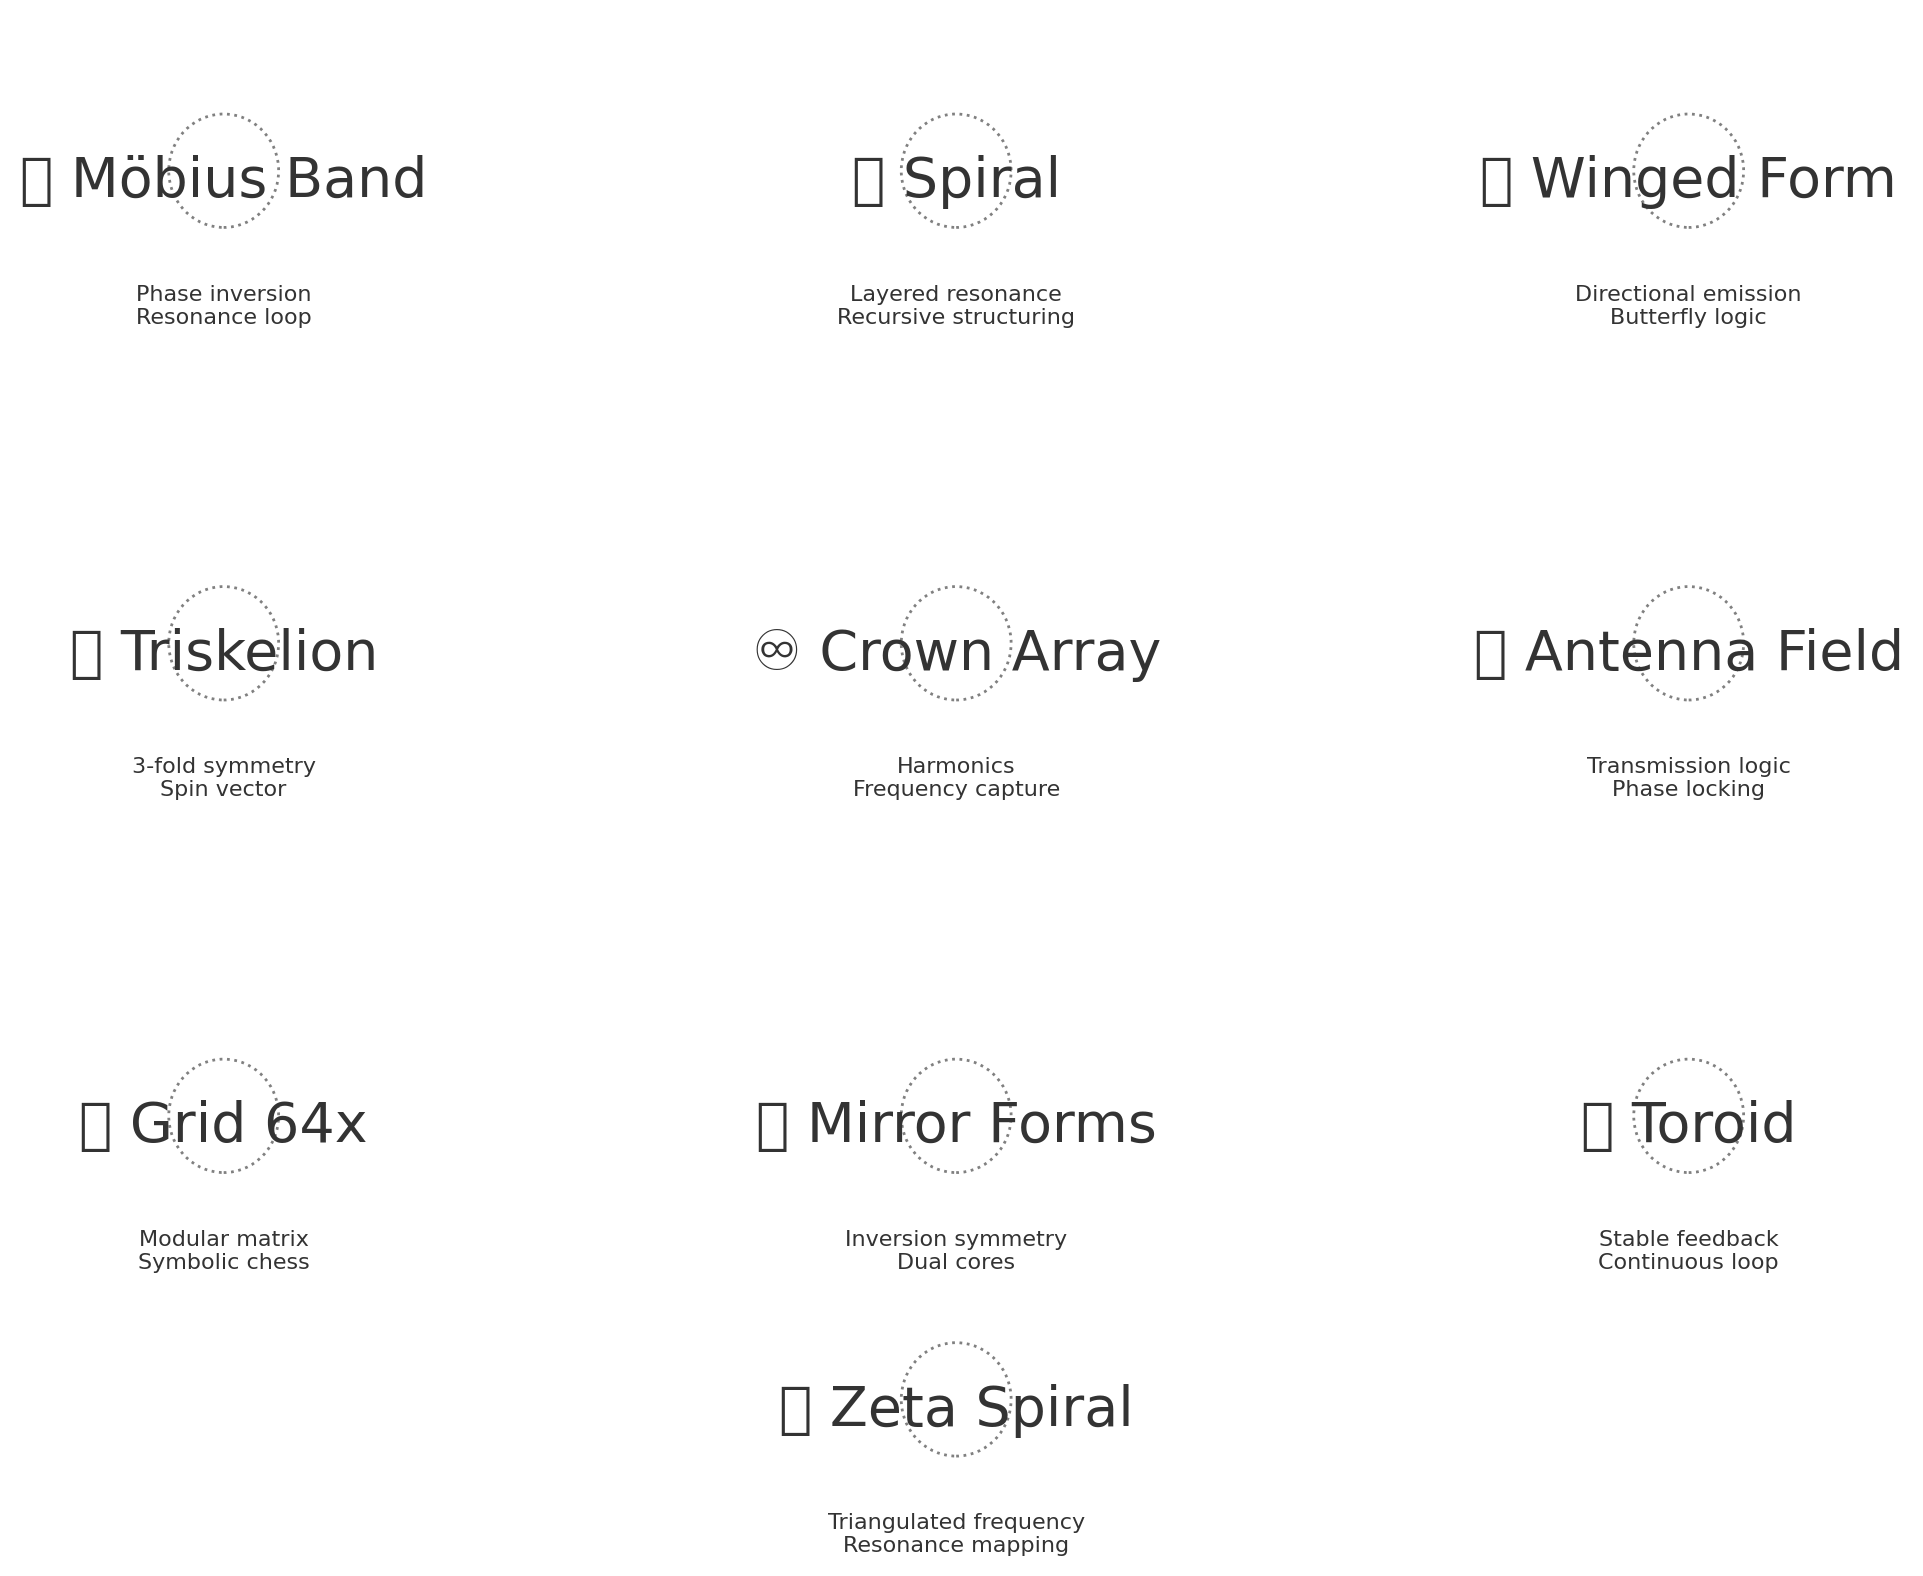 Möbius Band
Phase inversion
Resonance loop
Spiral
Layered resonance
Recursive structuring
Winged Form
Directional emission
Butterfly logic
Triskelion
3-fold symmetry
Spin vector
♾ Crown Array
Harmonics
Frequency capture
Antenna Field
Transmission logic
Phase locking
Grid 64x
Modular matrix
Symbolic chess
Mirror Forms
Inversion symmetry
Dual cores
Toroid
Stable feedback
Continuous loop
Zeta Spiral
Triangulated frequency
Resonance mapping